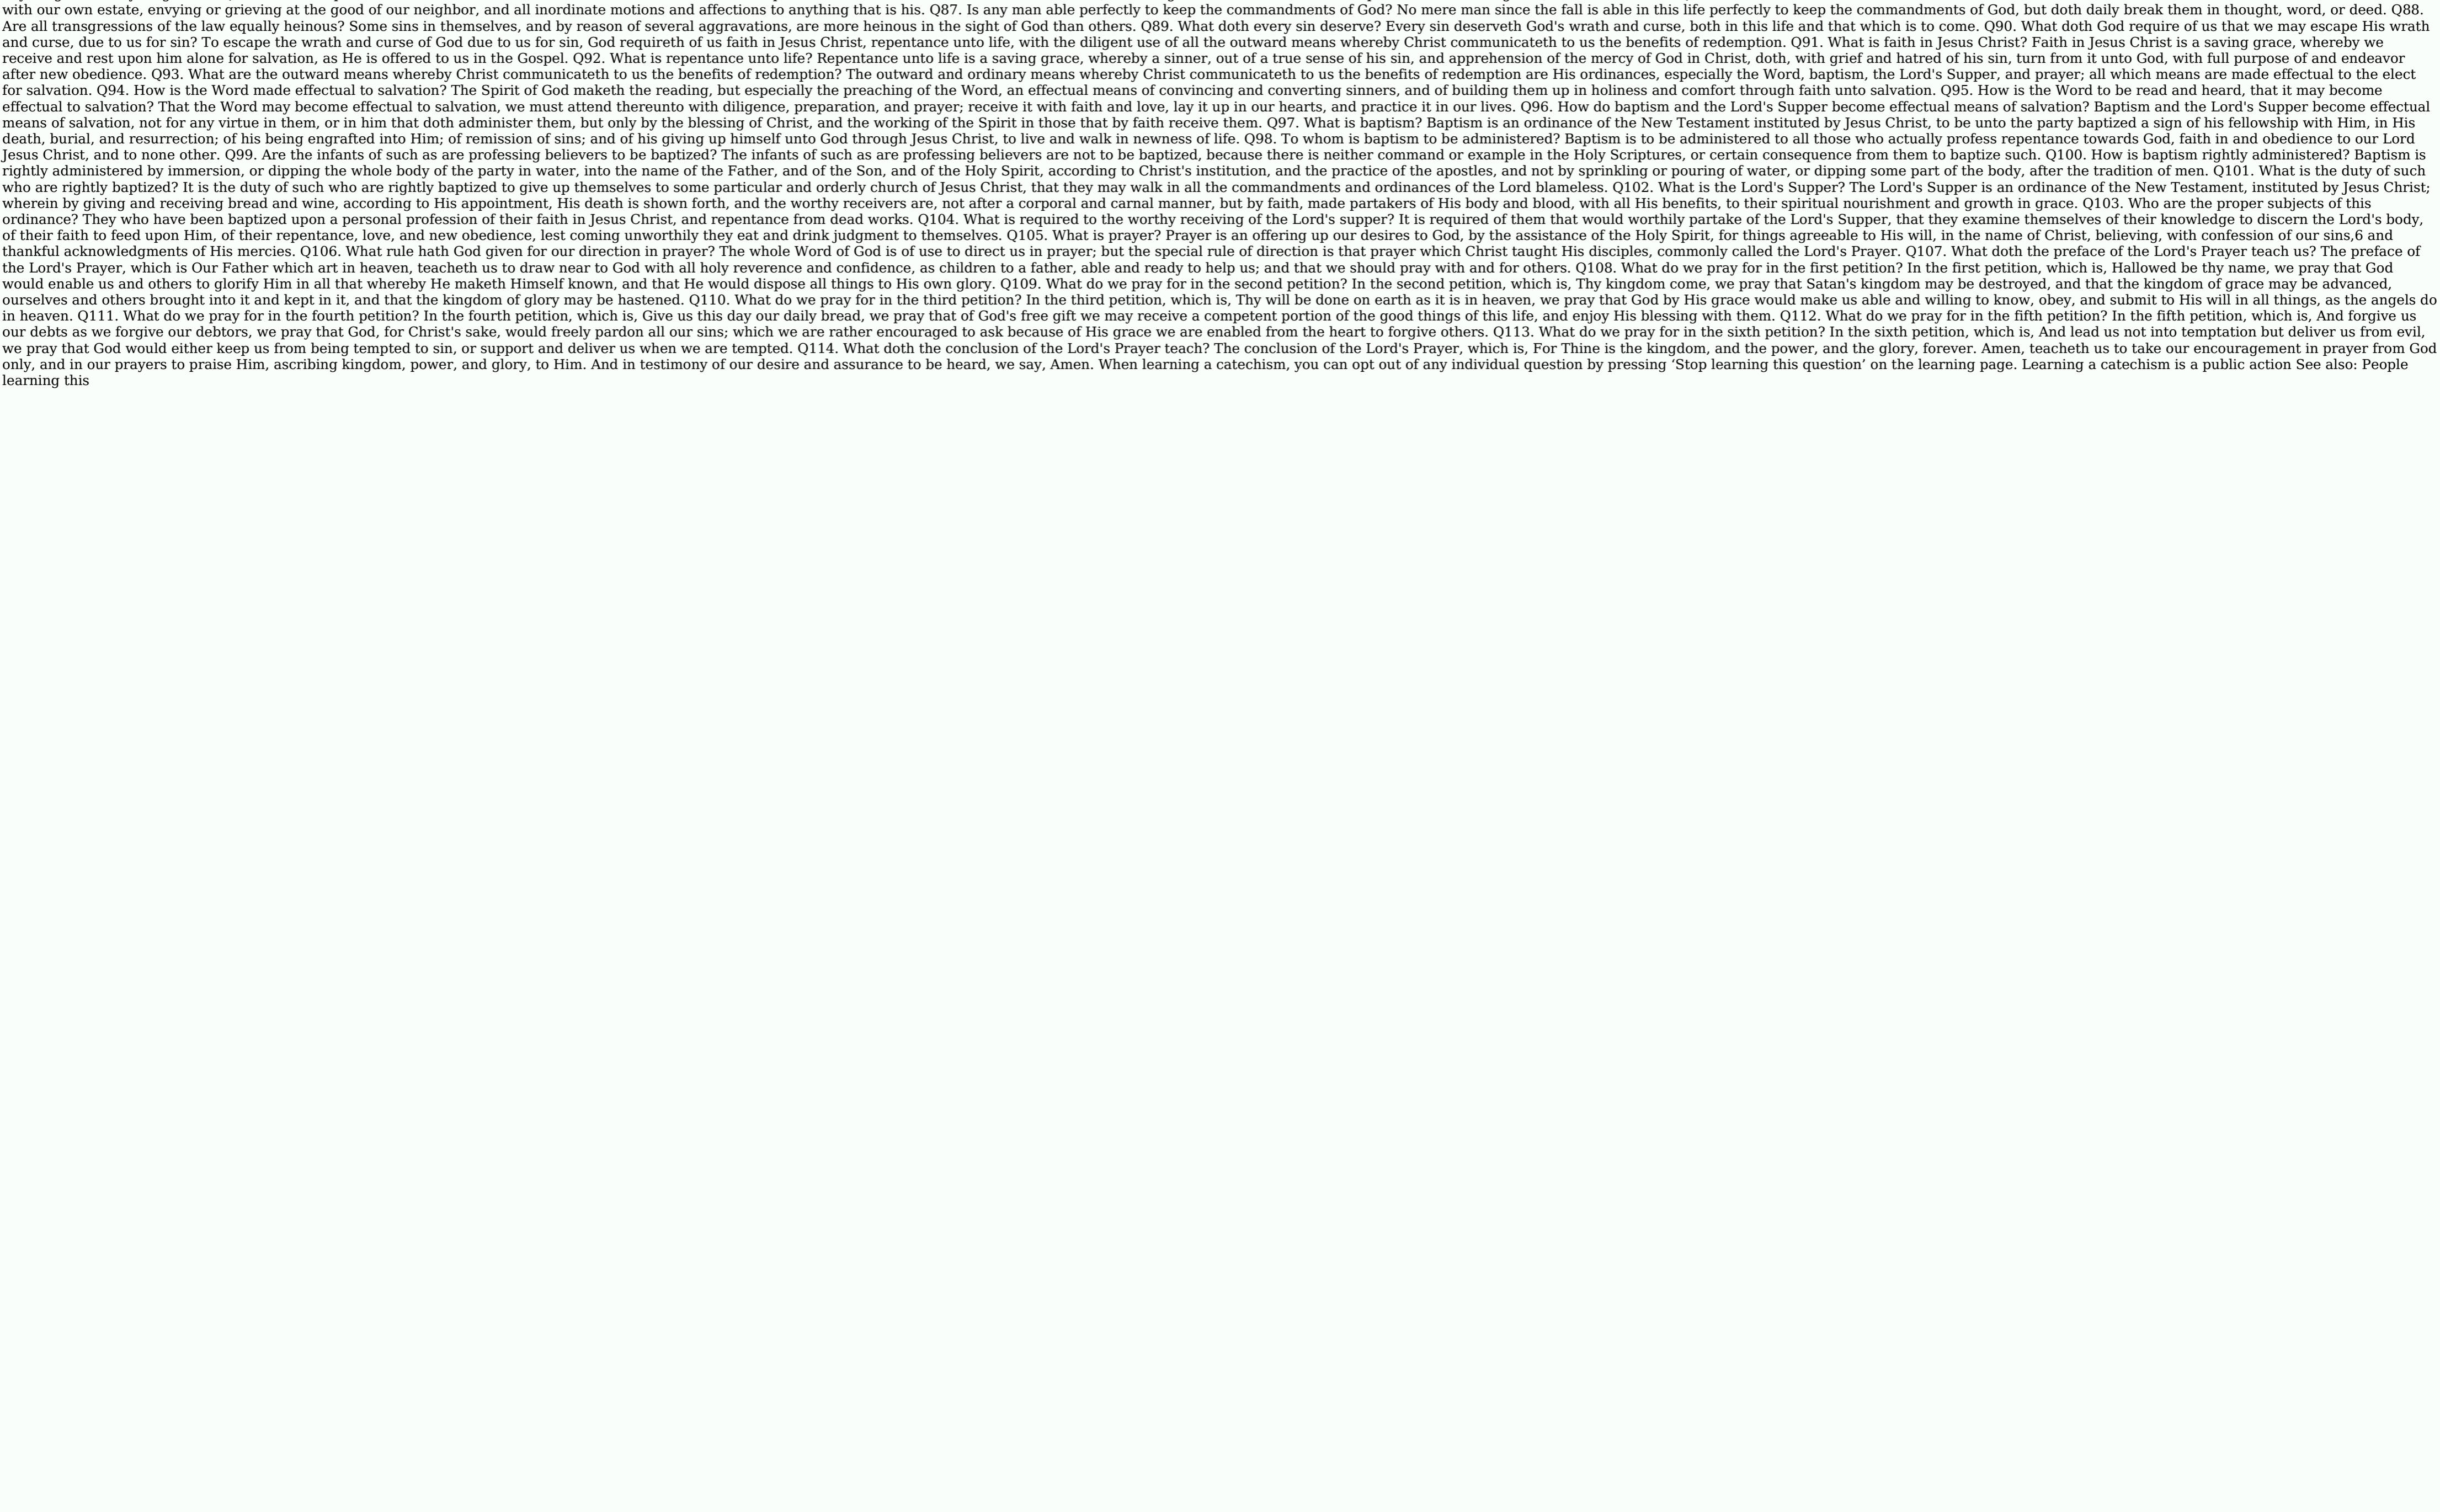 with our own estate, envying or grieving at the good of our neighbor, and all inordinate motions and affections to anything that is his. Q87. Is any man able perfectly to keep the commandments of God? No mere man since the fall is able in this life perfectly to keep the commandments of God, but doth daily break them in thought, word, or deed. Q88.
Are all transgressions of the law equally heinous? Some sins in themselves, and by reason of several aggravations, are more heinous in the sight of God than others. Q89. What doth every sin deserve? Every sin deserveth God's wrath and curse, both in this life and that which is to come. Q90. What doth God require of us that we may escape His wrath
and curse, due to us for sin? To escape the wrath and curse of God due to us for sin, God requireth of us faith in Jesus Christ, repentance unto life, with the diligent use of all the outward means whereby Christ communicateth to us the benefits of redemption. Q91. What is faith in Jesus Christ? Faith in Jesus Christ is a saving grace, whereby we
receive and rest upon him alone for salvation, as He is offered to us in the Gospel. Q92. What is repentance unto life? Repentance unto life is a saving grace, whereby a sinner, out of a true sense of his sin, and apprehension of the mercy of God in Christ, doth, with grief and hatred of his sin, turn from it unto God, with full purpose of and endeavor
after new obedience. Q93. What are the outward means whereby Christ communicateth to us the benefits of redemption? The outward and ordinary means whereby Christ communicateth to us the benefits of redemption are His ordinances, especially the Word, baptism, the Lord's Supper, and prayer; all which means are made effectual to the elect
for salvation. Q94. How is the Word made effectual to salvation? The Spirit of God maketh the reading, but especially the preaching of the Word, an effectual means of convincing and converting sinners, and of building them up in holiness and comfort through faith unto salvation. Q95. How is the Word to be read and heard, that it may become
effectual to salvation? That the Word may become effectual to salvation, we must attend thereunto with diligence, preparation, and prayer; receive it with faith and love, lay it up in our hearts, and practice it in our lives. Q96. How do baptism and the Lord's Supper become effectual means of salvation? Baptism and the Lord's Supper become effectual
means of salvation, not for any virtue in them, or in him that doth administer them, but only by the blessing of Christ, and the working of the Spirit in those that by faith receive them. Q97. What is baptism? Baptism is an ordinance of the New Testament instituted by Jesus Christ, to be unto the party baptized a sign of his fellowship with Him, in His
death, burial, and resurrection; of his being engrafted into Him; of remission of sins; and of his giving up himself unto God through Jesus Christ, to live and walk in newness of life. Q98. To whom is baptism to be administered? Baptism is to be administered to all those who actually profess repentance towards God, faith in and obedience to our Lord
Jesus Christ, and to none other. Q99. Are the infants of such as are professing believers to be baptized? The infants of such as are professing believers are not to be baptized, because there is neither command or example in the Holy Scriptures, or certain consequence from them to baptize such. Q100. How is baptism rightly administered? Baptism is
rightly administered by immersion, or dipping the whole body of the party in water, into the name of the Father, and of the Son, and of the Holy Spirit, according to Christ's institution, and the practice of the apostles, and not by sprinkling or pouring of water, or dipping some part of the body, after the tradition of men. Q101. What is the duty of such
who are rightly baptized? It is the duty of such who are rightly baptized to give up themselves to some particular and orderly church of Jesus Christ, that they may walk in all the commandments and ordinances of the Lord blameless. Q102. What is the Lord's Supper? The Lord's Supper is an ordinance of the New Testament, instituted by Jesus Christ;
wherein by giving and receiving bread and wine, according to His appointment, His death is shown forth, and the worthy receivers are, not after a corporal and carnal manner, but by faith, made partakers of His body and blood, with all His benefits, to their spiritual nourishment and growth in grace. Q103. Who are the proper subjects of this
ordinance? They who have been baptized upon a personal profession of their faith in Jesus Christ, and repentance from dead works. Q104. What is required to the worthy receiving of the Lord's supper? It is required of them that would worthily partake of the Lord's Supper, that they examine themselves of their knowledge to discern the Lord's body,
of their faith to feed upon Him, of their repentance, love, and new obedience, lest coming unworthily they eat and drink judgment to themselves. Q105. What is prayer? Prayer is an offering up our desires to God, by the assistance of the Holy Spirit, for things agreeable to His will, in the name of Christ, believing, with confession of our sins,6 and
thankful acknowledgments of His mercies. Q106. What rule hath God given for our direction in prayer? The whole Word of God is of use to direct us in prayer; but the special rule of direction is that prayer which Christ taught His disciples, commonly called the Lord's Prayer. Q107. What doth the preface of the Lord's Prayer teach us? The preface of
the Lord's Prayer, which is Our Father which art in heaven, teacheth us to draw near to God with all holy reverence and confidence, as children to a father, able and ready to help us; and that we should pray with and for others. Q108. What do we pray for in the first petition? In the first petition, which is, Hallowed be thy name, we pray that God
would enable us and others to glorify Him in all that whereby He maketh Himself known, and that He would dispose all things to His own glory. Q109. What do we pray for in the second petition? In the second petition, which is, Thy kingdom come, we pray that Satan's kingdom may be destroyed, and that the kingdom of grace may be advanced,
ourselves and others brought into it and kept in it, and that the kingdom of glory may be hastened. Q110. What do we pray for in the third petition? In the third petition, which is, Thy will be done on earth as it is in heaven, we pray that God by His grace would make us able and willing to know, obey, and submit to His will in all things, as the angels do
in heaven. Q111. What do we pray for in the fourth petition? In the fourth petition, which is, Give us this day our daily bread, we pray that of God's free gift we may receive a competent portion of the good things of this life, and enjoy His blessing with them. Q112. What do we pray for in the fifth petition? In the fifth petition, which is, And forgive us
our debts as we forgive our debtors, we pray that God, for Christ's sake, would freely pardon all our sins; which we are rather encouraged to ask because of His grace we are enabled from the heart to forgive others. Q113. What do we pray for in the sixth petition? In the sixth petition, which is, And lead us not into temptation but deliver us from evil,
we pray that God would either keep us from being tempted to sin, or support and deliver us when we are tempted. Q114. What doth the conclusion of the Lord's Prayer teach? The conclusion of the Lord's Prayer, which is, For Thine is the kingdom, and the power, and the glory, forever. Amen, teacheth us to take our encouragement in prayer from God
only, and in our prayers to praise Him, ascribing kingdom, power, and glory, to Him. And in testimony of our desire and assurance to be heard, we say, Amen. When learning a catechism, you can opt out of any individual question by pressing ‘Stop learning this question’ on the learning page. Learning a catechism is a public action See also: People
learning this